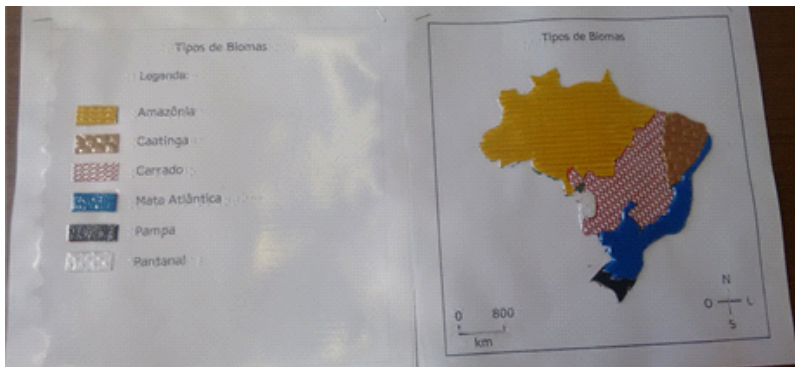 Tipos de Biomas
Legenda:
Amazônia
Caatinga
Cerrado
Mata Atlântica
Pampa
Pantanal
Tipos de Biomas
0 800
km
N
O L
S